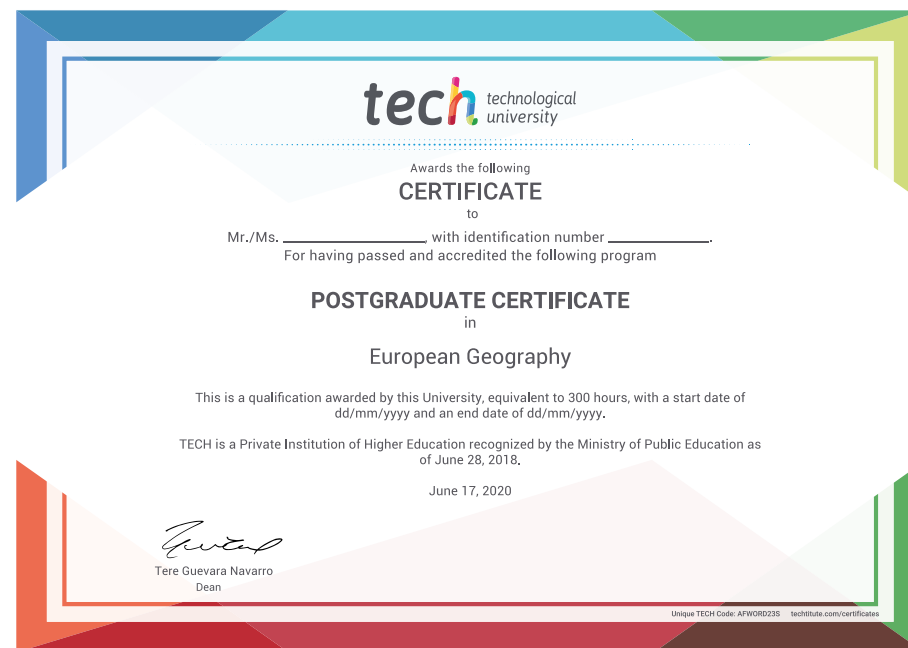 tech technological
university
Awards the following
CERTIFICATE
to
Mr./Ms. ____________________, with identification number ______________.
For having passed and accredited the following program
POSTGRADUATE CERTIFICATE
in
European Geography
This is a qualification awarded by this University, equivalent to 300 hours, with a start date of
dd/mm/yyyy and an end date of dd/mm/yyyy.
TECH is a Private Institution of Higher Education recognized by the Ministry of Public Education as
of June 28, 2018.
June 17, 2020
Tere Guevara Navarro
Dean
Unique TECH Code: AFWORD23S techtitute.com/certificates